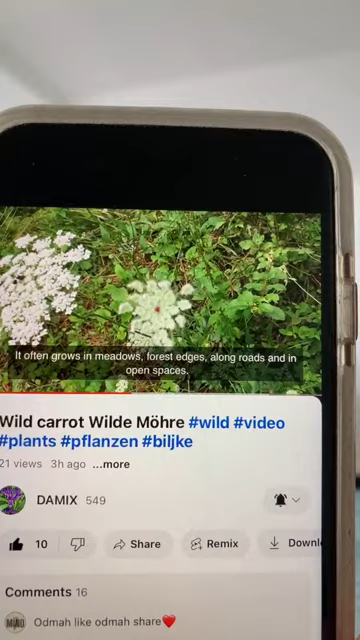 It often grows in meadows, forest edges, along roads and in
open spaces.
Wild carrot Wilde Möhre #wild #video
#plants #pflanzen #biljke
21 views 3h ago ...more
DAMIX 549
10 Share Remix Downl
Comments 16
Odmah like odmah share❤️